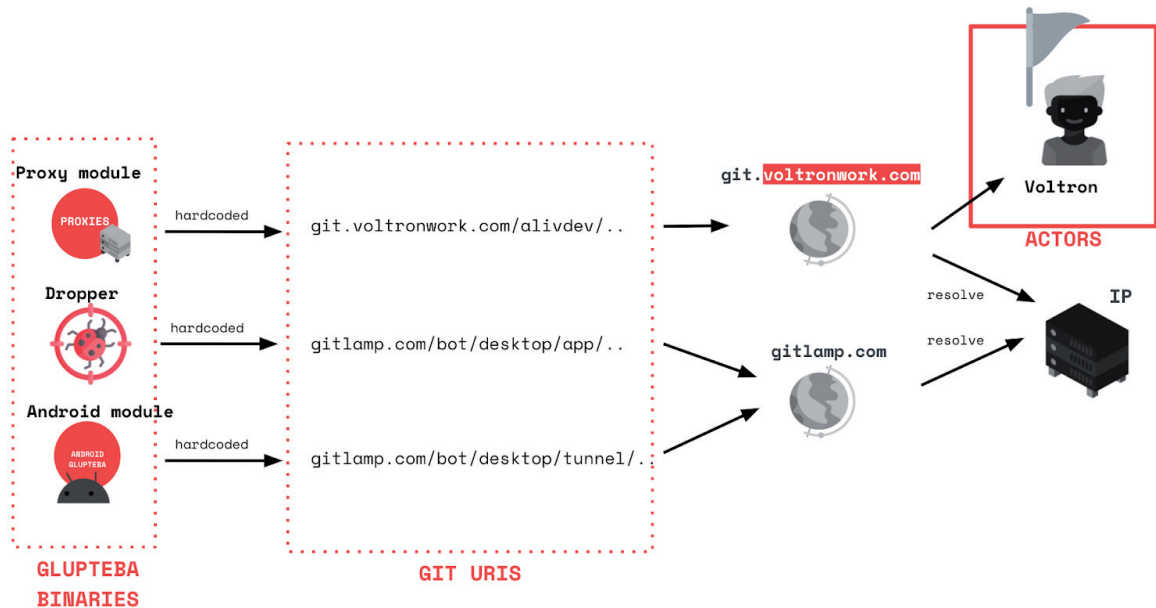 git.voltronwork.com
Voltron
ACTORS
Proxy module
PROXIES
hardcoded
git.voltronwork.com/alivdev/..
Dropper
hardcoded
gitlamp.com/bot/desktop/app/..
resolve
IP
resolve
gitlamp.com
Android module
ANDROID
GLUPTEBA
hardcoded
gitlamp.com/bot/desktop/tunnel/..
GLUPTEBA
BINARIES
GIT URIS